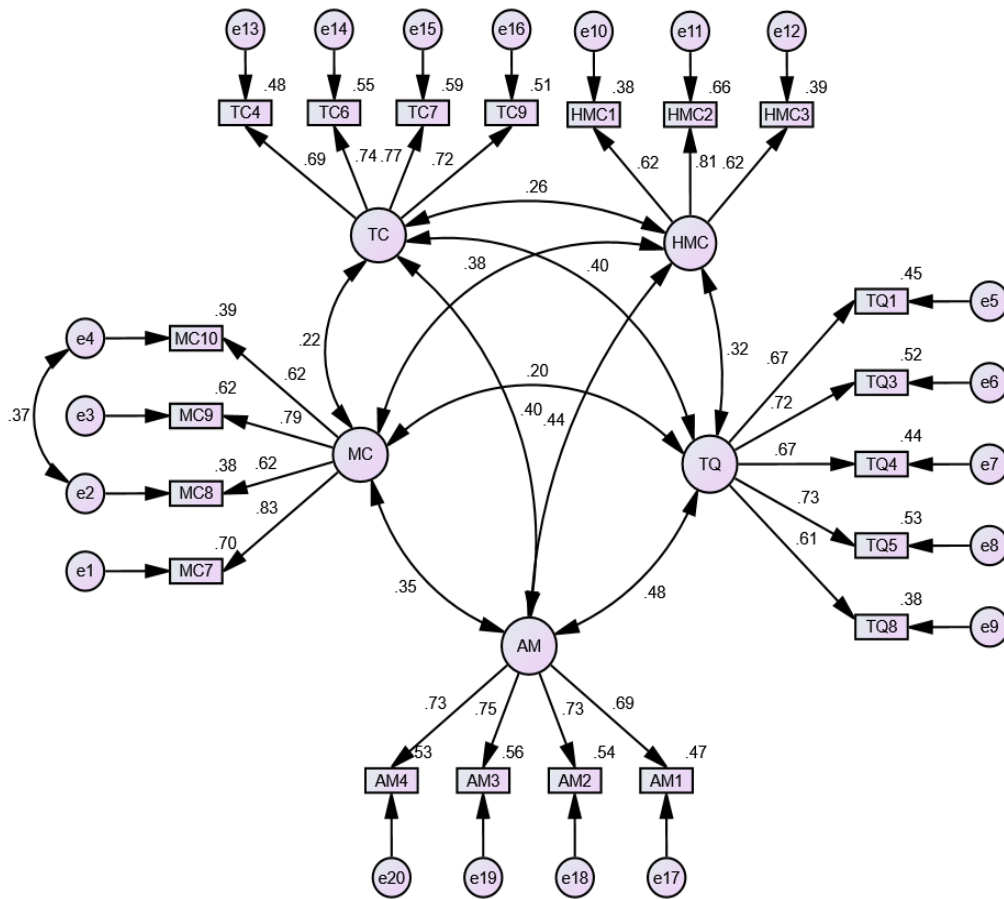 e13 e14 e15 e16 e10 e11 e12
.48 .55 .59 .51 .38 .66 .39
TC4 TC6 TC7 TC9 HMC1 HMC2 HMC3
.69 .74 .77 .72 .62 .81 .62
.26
TC HMC
.38 .40
.45
TQ1 e5
.39
e4 MC10 .22 .32
.62 .67 .52
.62 .20 TQ3 e6
.37 e3 MC9 .79 .40 .44 .72
MC TQ .44
.38 .62 .67 TQ4 e7
e2 MC8
.83 .73 .53
.70 .61 TQ5 e8
e1 MC7
.35 .48
.38
TQ8 e9
AM
.73 .75 .73 .69
.53 .56 .54 .47
AM4 AM3 AM2 AM1
e20 e19 e18 e17